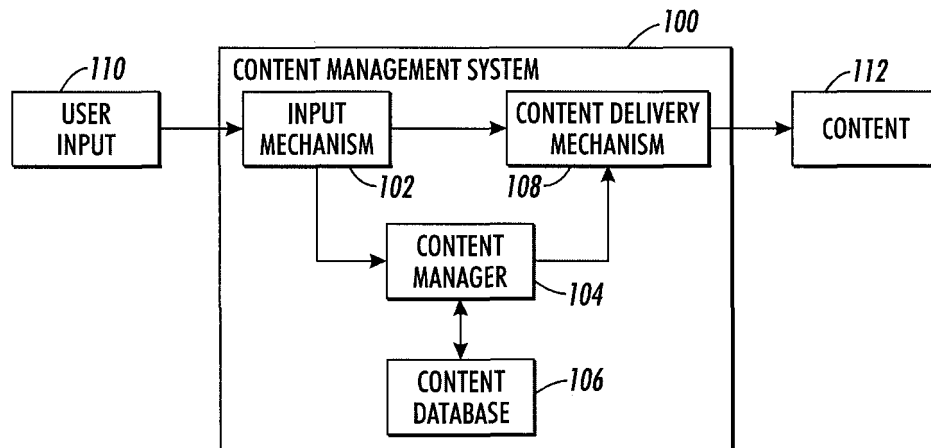 100
CONTENT MANAGEMENT SYSTEM
110
USER
INPUT
INPUT
MECHANISM
102
CONTENT DELIVERY
MECHANISM
108
112
CONTENT
CONTENT
MANAGER
104
CONTENT
DATABASE
106